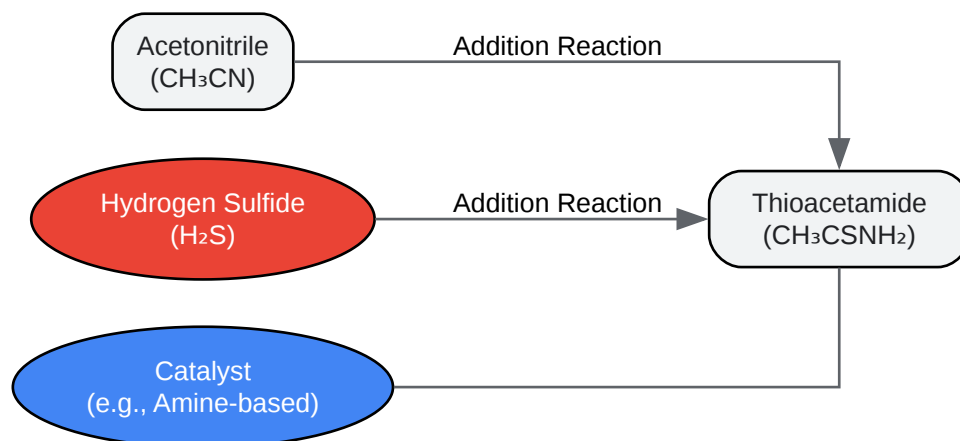 Acetonitrile
(CH₃CN)
Addition Reaction
Hydrogen Sulfide
(H₂S)
Addition Reaction
Thioacetamide
(CH₃CSNH₂)
Catalyst
(e.g., Amine-based)